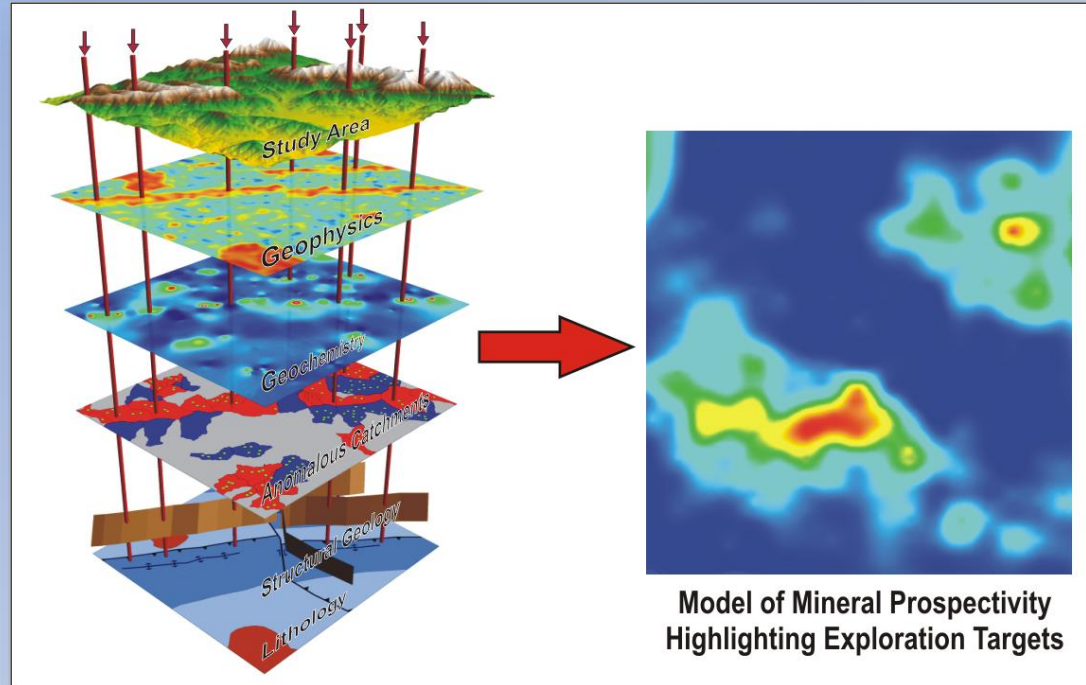 Study Area
Geophysics
Geochemistry
Anomalous Catchments
Structural Geology
Lithology
Model of Mineral Prospectivity
Highlighting Exploration Targets